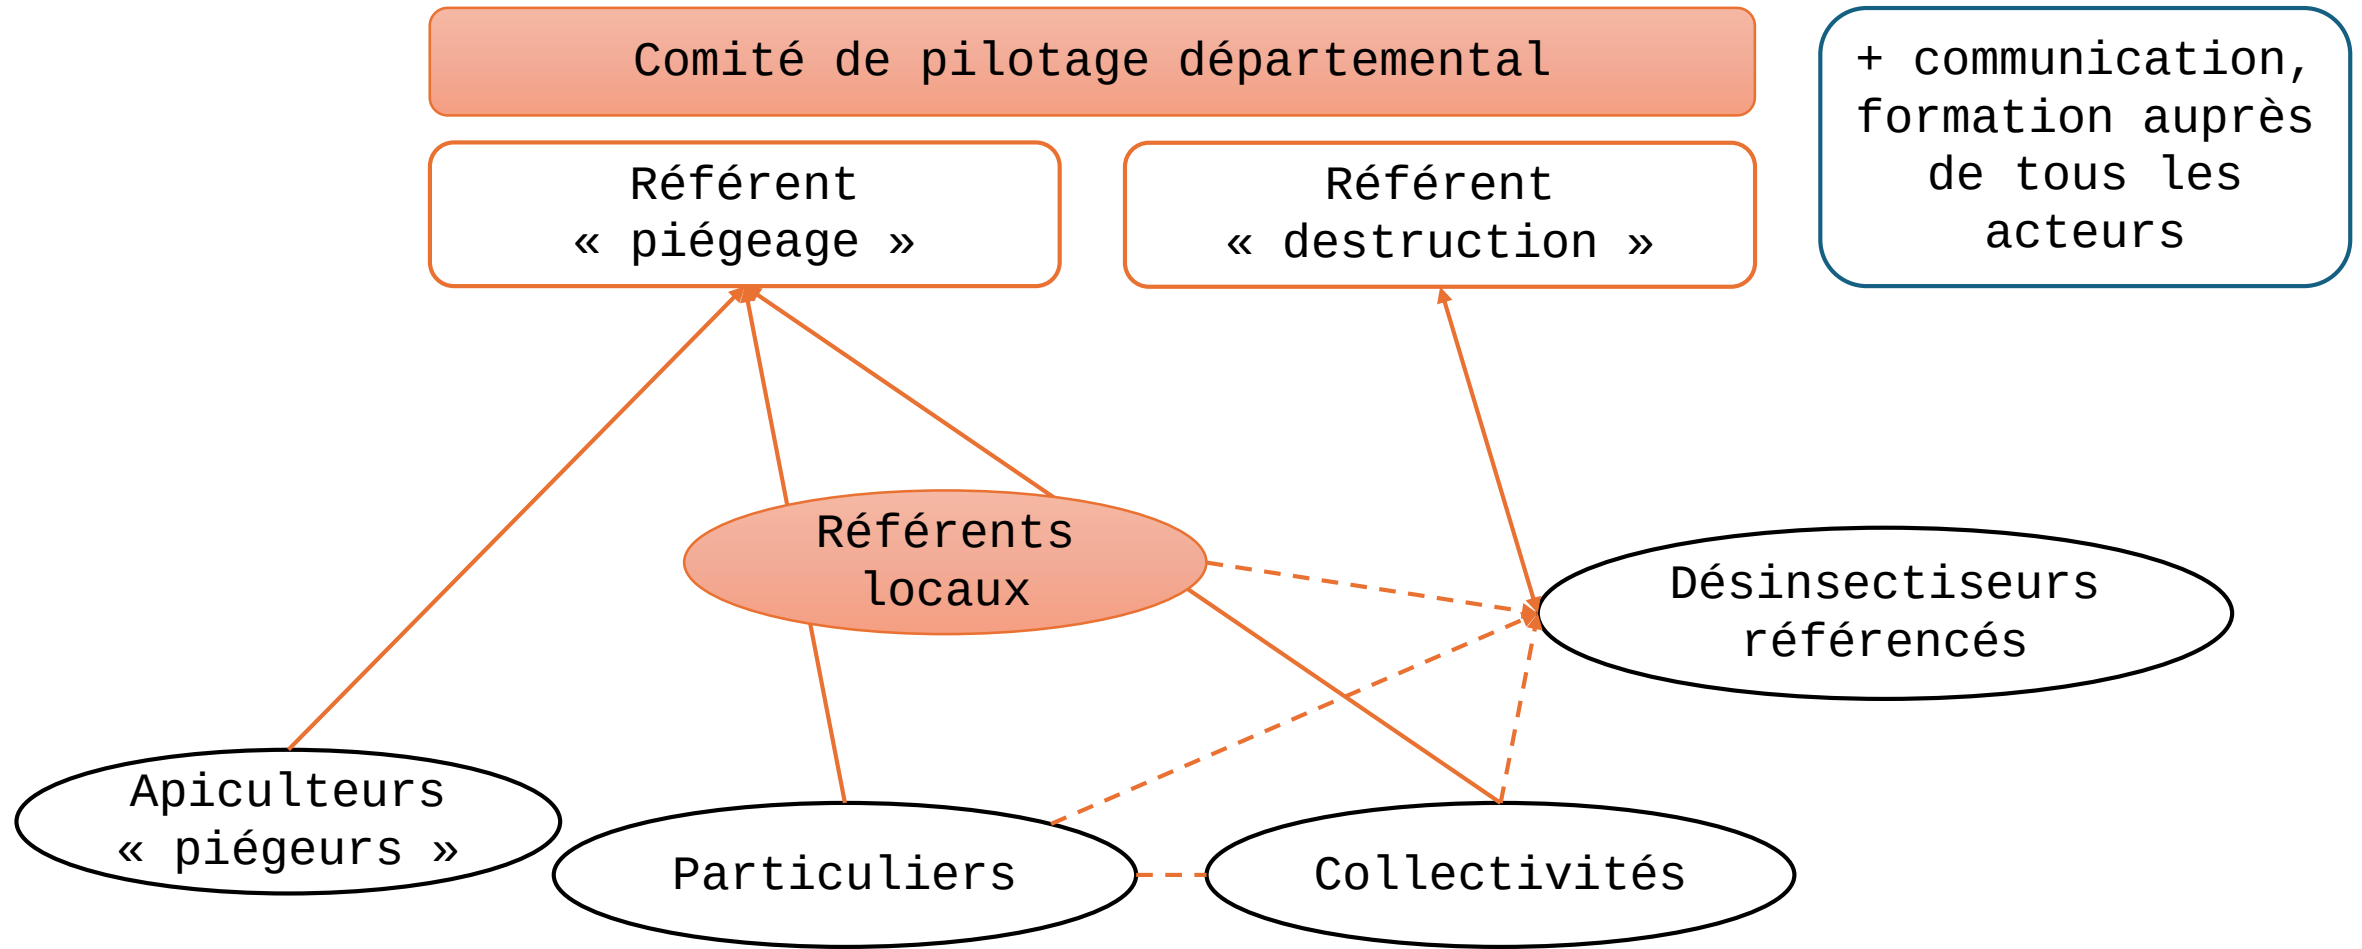 Comité de pilotage départemental
+ communication,
formation auprès
de tous les
acteurs
Référent
« piégeage »
Référent
« destruction »
Référents
locaux
Désinsectiseurs
référencés
Apiculteurs
« piégeurs »
Particuliers
Collectivités